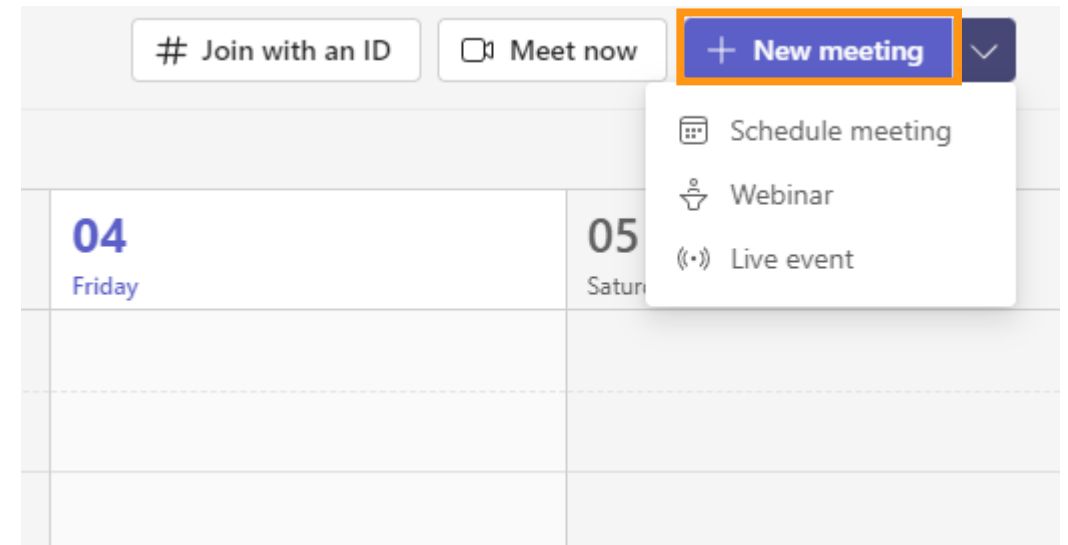 # Join with an ID
Meet now
+ New meeting
Schedule meeting
Webinar
Live event
04
Friday
05
Satur